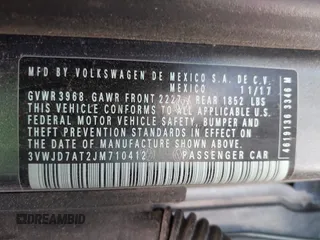 MFD BY VOLKSWAGEN DE MEXICO S.A. DE C.V.
MEXICO 11/17
GVWR 3968. GAWR FRONT 2227 / REAR 1852 LBS
THIS VEHICLE CONFORMS TO ALL APPLICABLE U.S.
FEDERAL MOTOR VEHICLE SAFETY, BUMPER, AND
THEFT PREVENTION STANDARDS IN EFFECT ON THE
DATE OF MANUFACTURE SHOWN ABOVE
3VWJD7AT2JM710412 PASSENGER CAR
DREAMBID